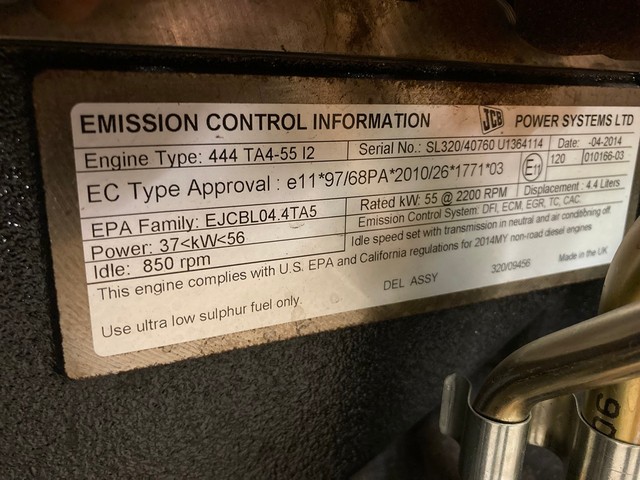 EMISSION CONTROL INFORMATION JCB POWER SYSTEMS LTD
Engine Type: 444 TA4-55 I2 Serial No.: SL320/40760 U1364114 Date: -04-2014
EC Type Approval : e11*97/68PA*2010/26*1771*03 E11 120 010166-03
EPA Family: EJCBL04.4TA5 Rated kW: 55 @ 2200 RPM Displacement : 4.4 Liters
Power: 37<kW<56 Emission Control System: DFI, ECM, EGR, TC, CAC.
Idle: 850 rpm Idle speed set with transmission in neutral and air conditioning off.
This engine complies with U.S. EPA and California regulations for 2014MY non-road diesel engines
Use ultra low sulphur fuel only. DEL ASSY 320/09456 Made in the UK